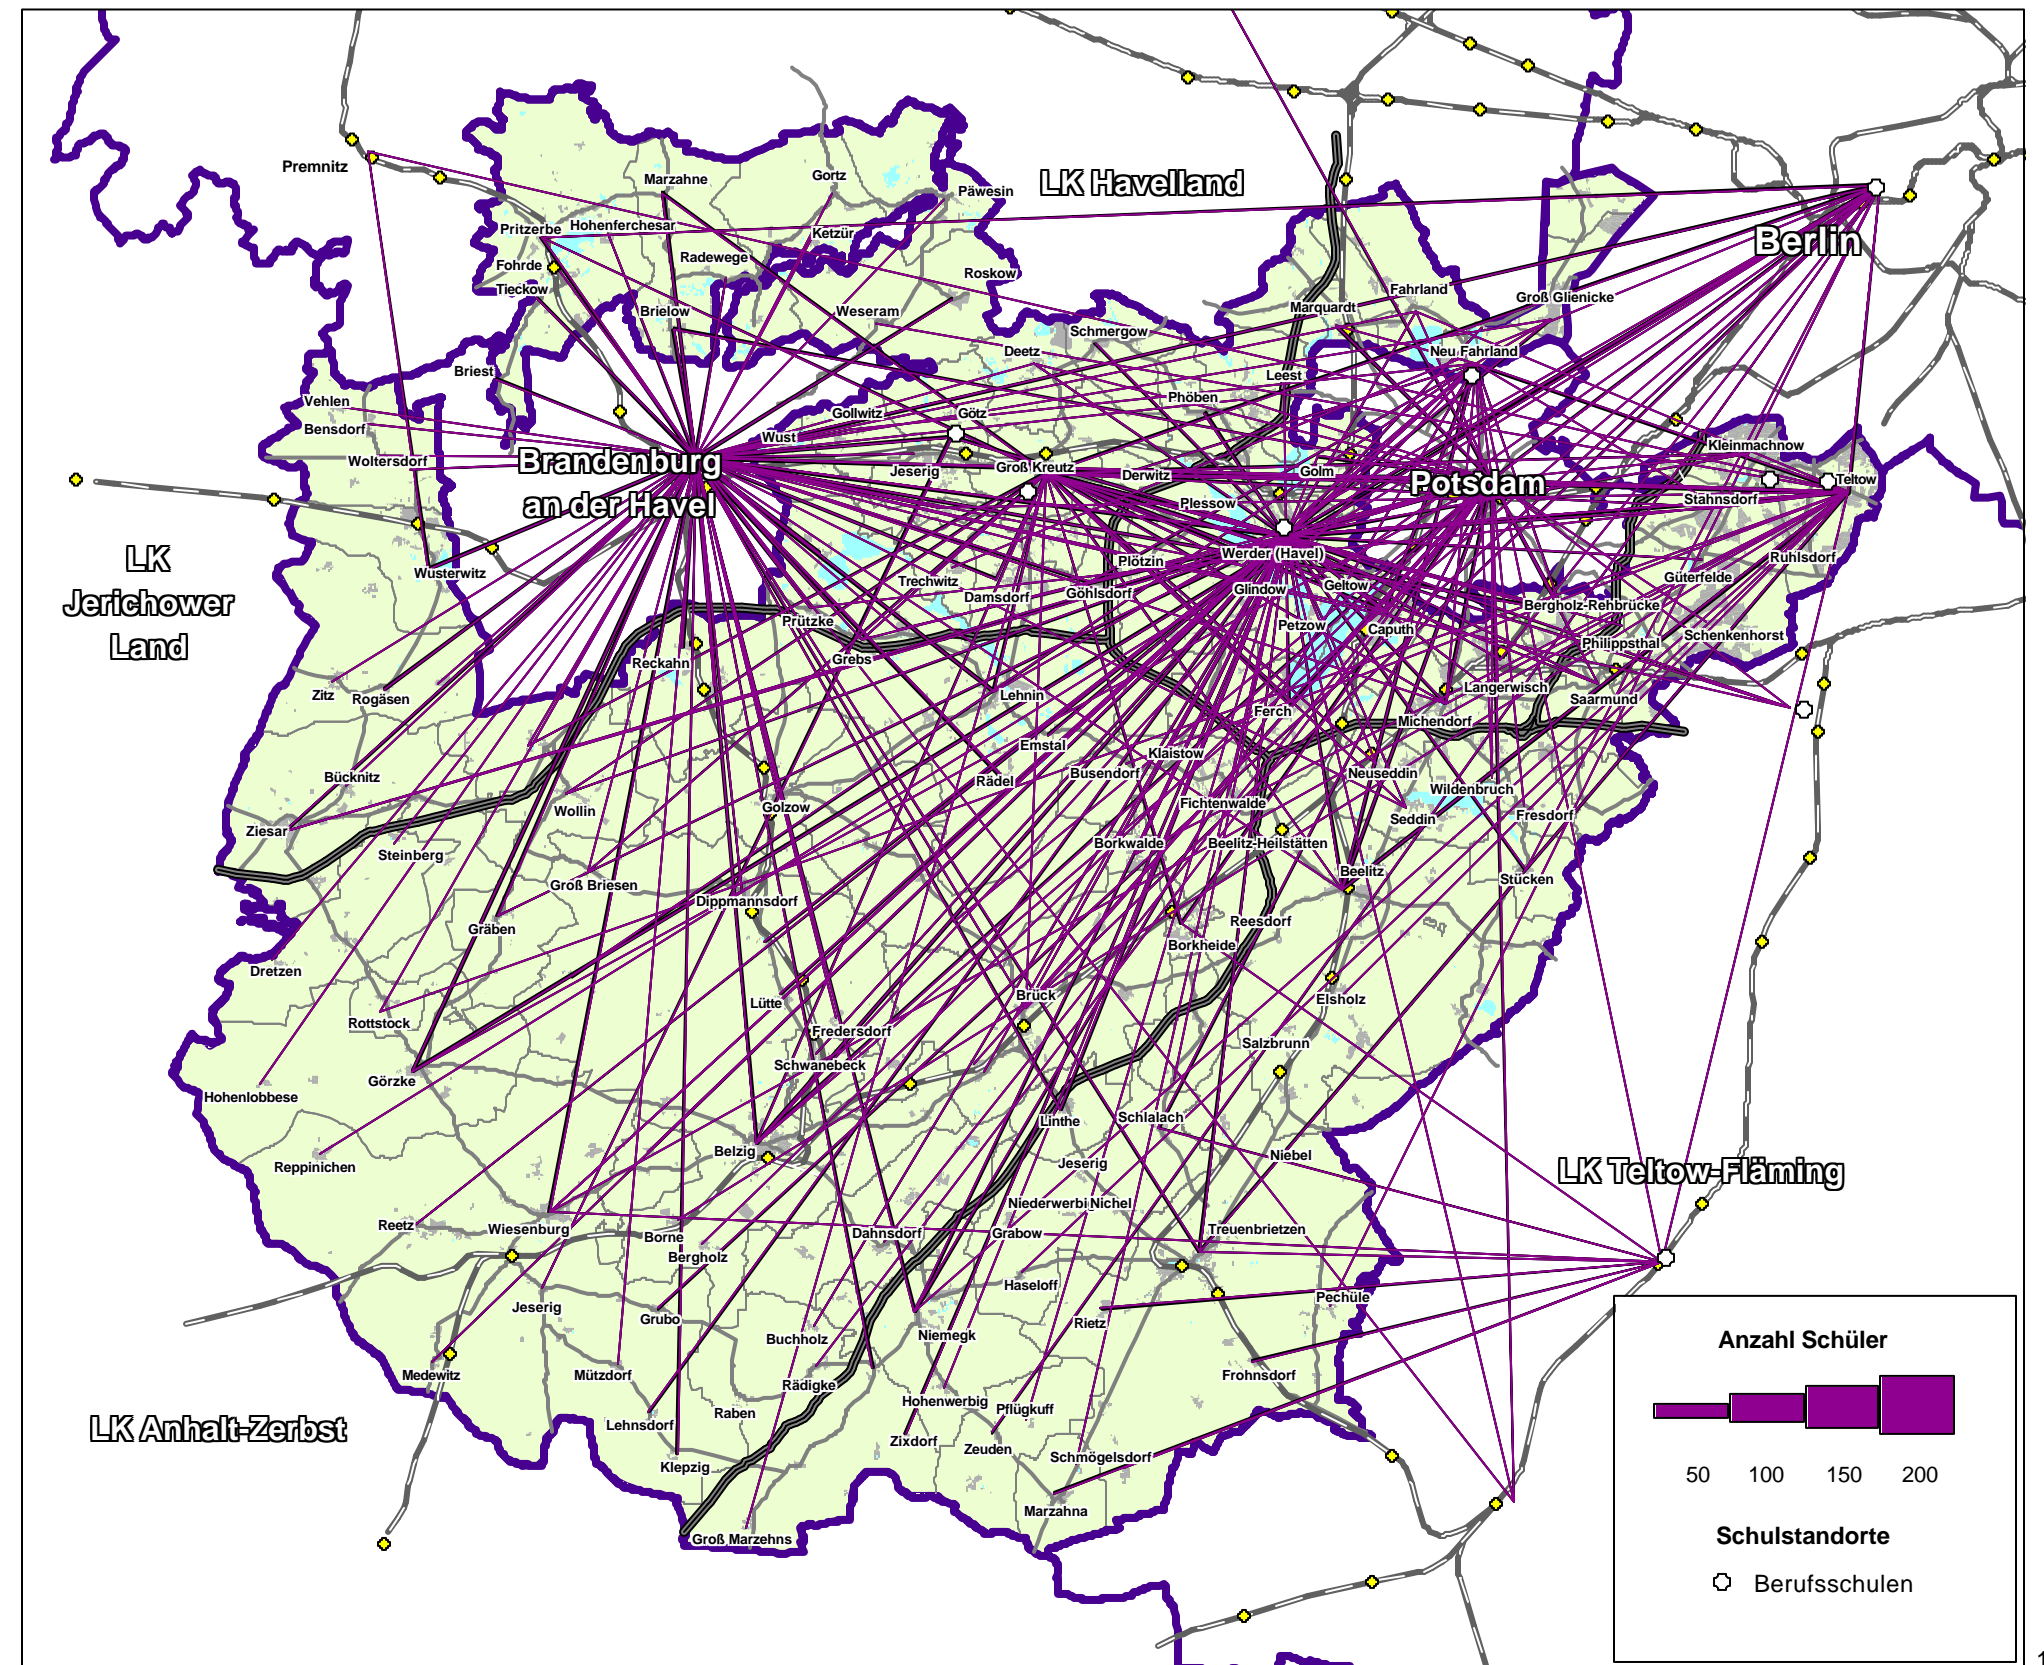 Premnitz
Marzahne
Gortz
Päwesin
LK Havelland
Pritzerbe
Hohenferchesar
Ketzür
Berlin
Fohrde
Radewege
Roskow
Tieckow
Brielow
Weseram
Marquardt
Fahrland
Groß Glienicke
Schmergow
Deetz
Neu Fahrland
Briest
Leest
Vehlen
Phöben
Bensdorf
Gollwitz
Götz
Wust
Kleinmachnow
Woltersdorf
Brandenburg
an der Havel
Jeserig
Groß Kreutz
Derwitz
Golm
Potsdam
Teltow
Stahnsdorf
Plessow
LK
Jerichower
Land
Wusterwitz
Werder (Havel)
Plötzin
Ruhlsdorf
Trechwitz
Damsdorf
Göhlsdorf
Glindow
Geltow
Güterfelde
Bergholz-Rehbrücke
Prützke
Petzow
Caputh
Schenkenhorst
Philippsthal
Reckahn
Grebs
Zitz
Rogäsen
Lehnin
Langerwisch
Saarmund
Ferch
Michendorf
Emstal
Klaistow
Bücknitz
Rädel
Busendorf
Neuseddin
Wildenbruch
Wollin
Golzow
Fichtenwalde
Seddin
Fresdorf
Ziesar
Steinberg
Borkwalde
Beelitz-Heilstätten
Beelitz
Stücken
Groß Briesen
Dippmannsdorf
Gräben
Reesdorf
Borkheide
Dretzen
Lütte
Brück
Elsholz
Rottstock
Fredersdorf
Salzbrunn
Görzke
Schwanebeck
Hohenlobbese
Linthe
Schlalach
Belzig
Reppinichen
Jeserig
Niebel
LK Teltow-Fläming
Niederwerbi
Nichel
Reetz
Wiesenburg
Borne
Dahnsdorf
Grabow
Treuenbrietzen
Bergholz
Haseloff
Pechüle
Jeserig
Grubo
Buchholz
Niemegk
Rietz
Medewitz
Mützdorf
Rädigke
Frohnsdorf
Hohenwerbig
Pflügkuff
LK Anhalt-Zerbst
Lehnsdorf
Raben
Zixdorf
Zeuden
Schmögelsdorf
Klepzig
Marzahna
Groß Marzehns
Anzahl Schüler
50 100 150 200
Schulstandorte
Berufsschulen